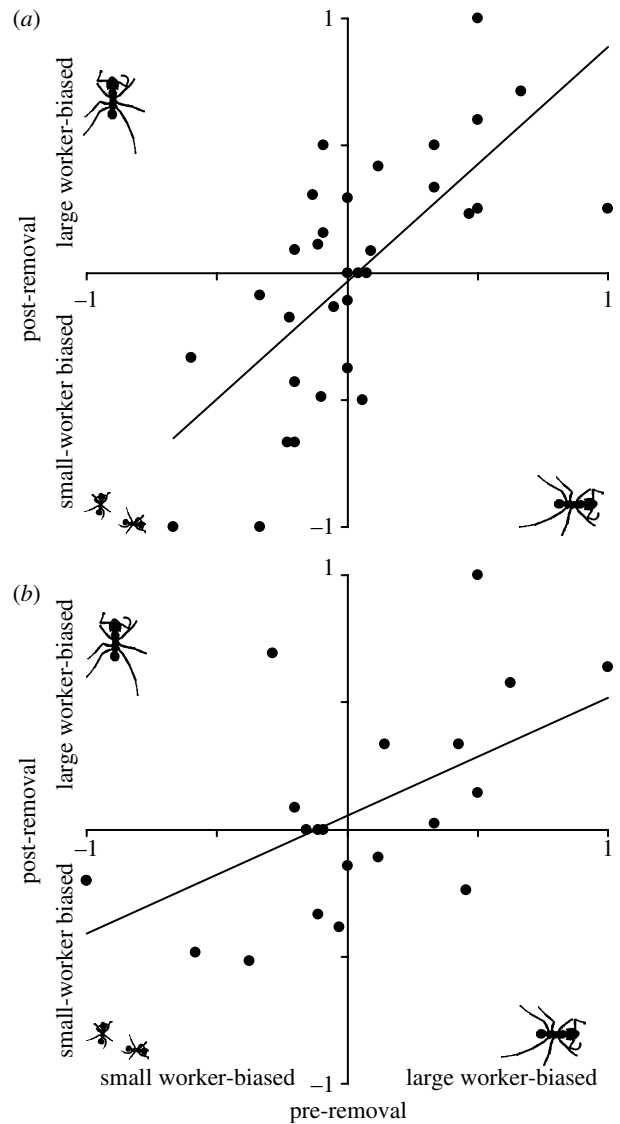 (a)
1
large worker-biased
post-removal
small-worker biased
–1
1
–1
(b)
1
large worker-biased
post-removal
small-worker biased
–1
1
–1
small worker-biased
large worker-biased
pre-removal